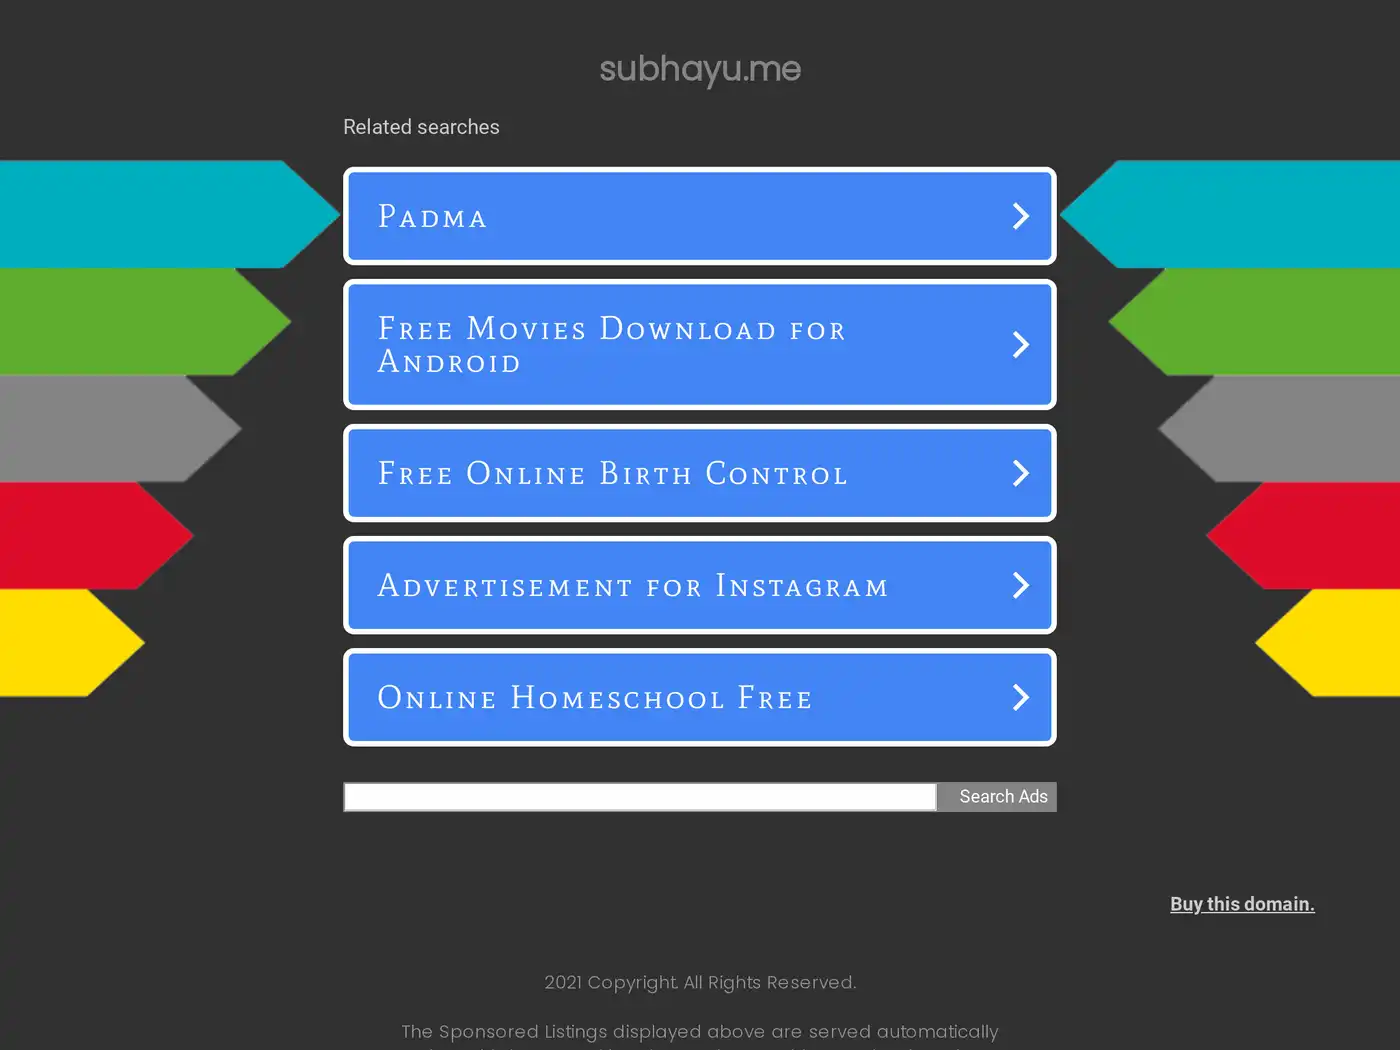 subhayu.me
Related searches
Padma
Free Movies Download for
Android
Free Online Birth Control
Advertisement for Instagram
Online Homeschool Free
Search Ads
Buy this domain.
2021 Copyright. All Rights Reserved.
The Sponsored Listings displayed above are served automatically